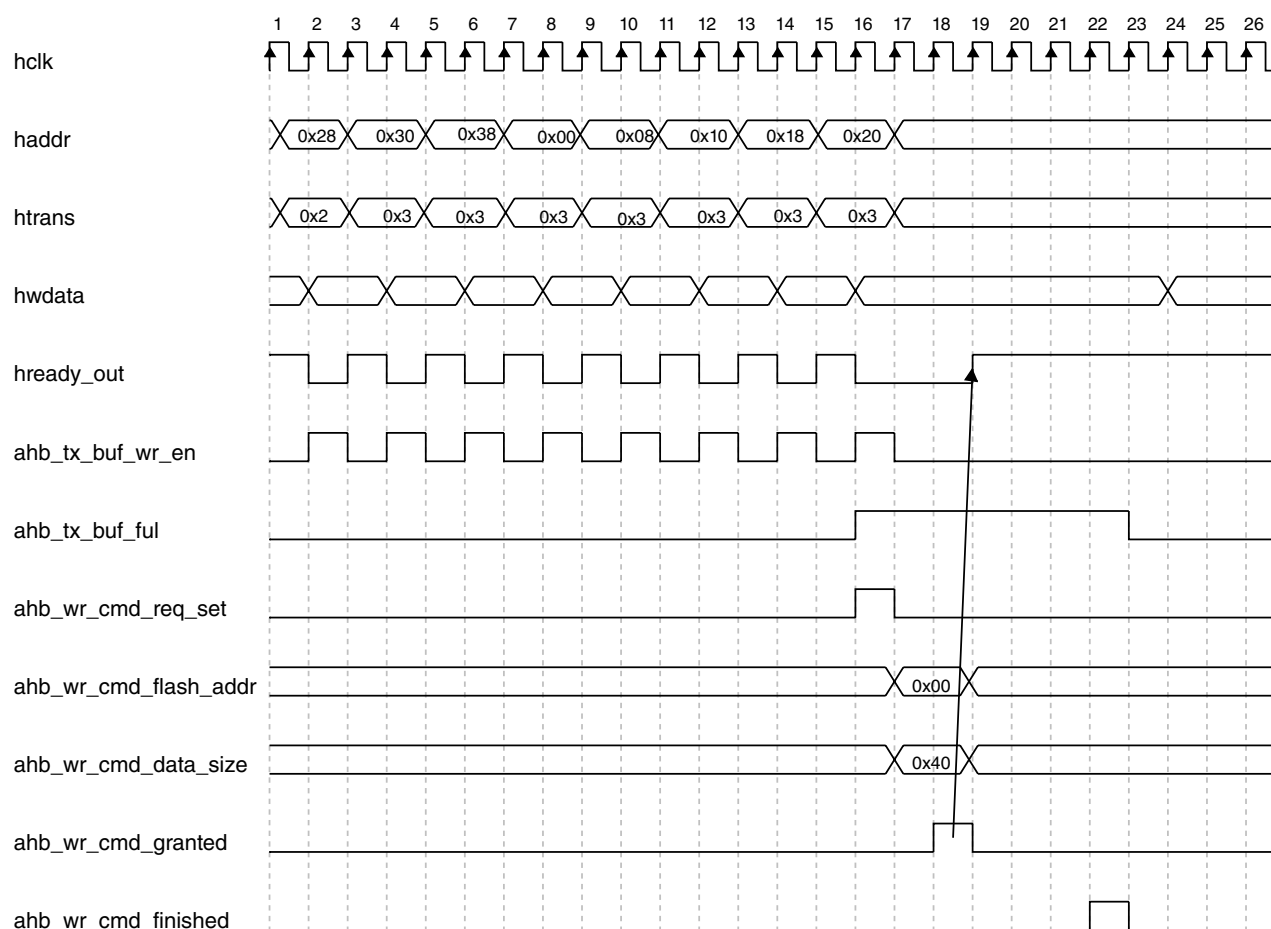 1 2 3 4 5 6 7 8 9 10 11 12 13 14 15 16 17 18 19 20 21 22 23 24 25 26
hclk
haddr 0x28 0x30 0x38 0x00 0x08 0x10 0x18 0x20
htrans 0x2 0x3 0x3 0x3 0x3 0x3 0x3 0x3
hwdata
hready_out
ahb_tx_buf_wr_en
ahb_tx_buf_ful
ahb_wr_cmd_req_set
ahb_wr_cmd_flash_addr 0x00
ahb_wr_cmd_data_size 0x40
ahb_wr_cmd_granted
ahb_wr_cmd_finished